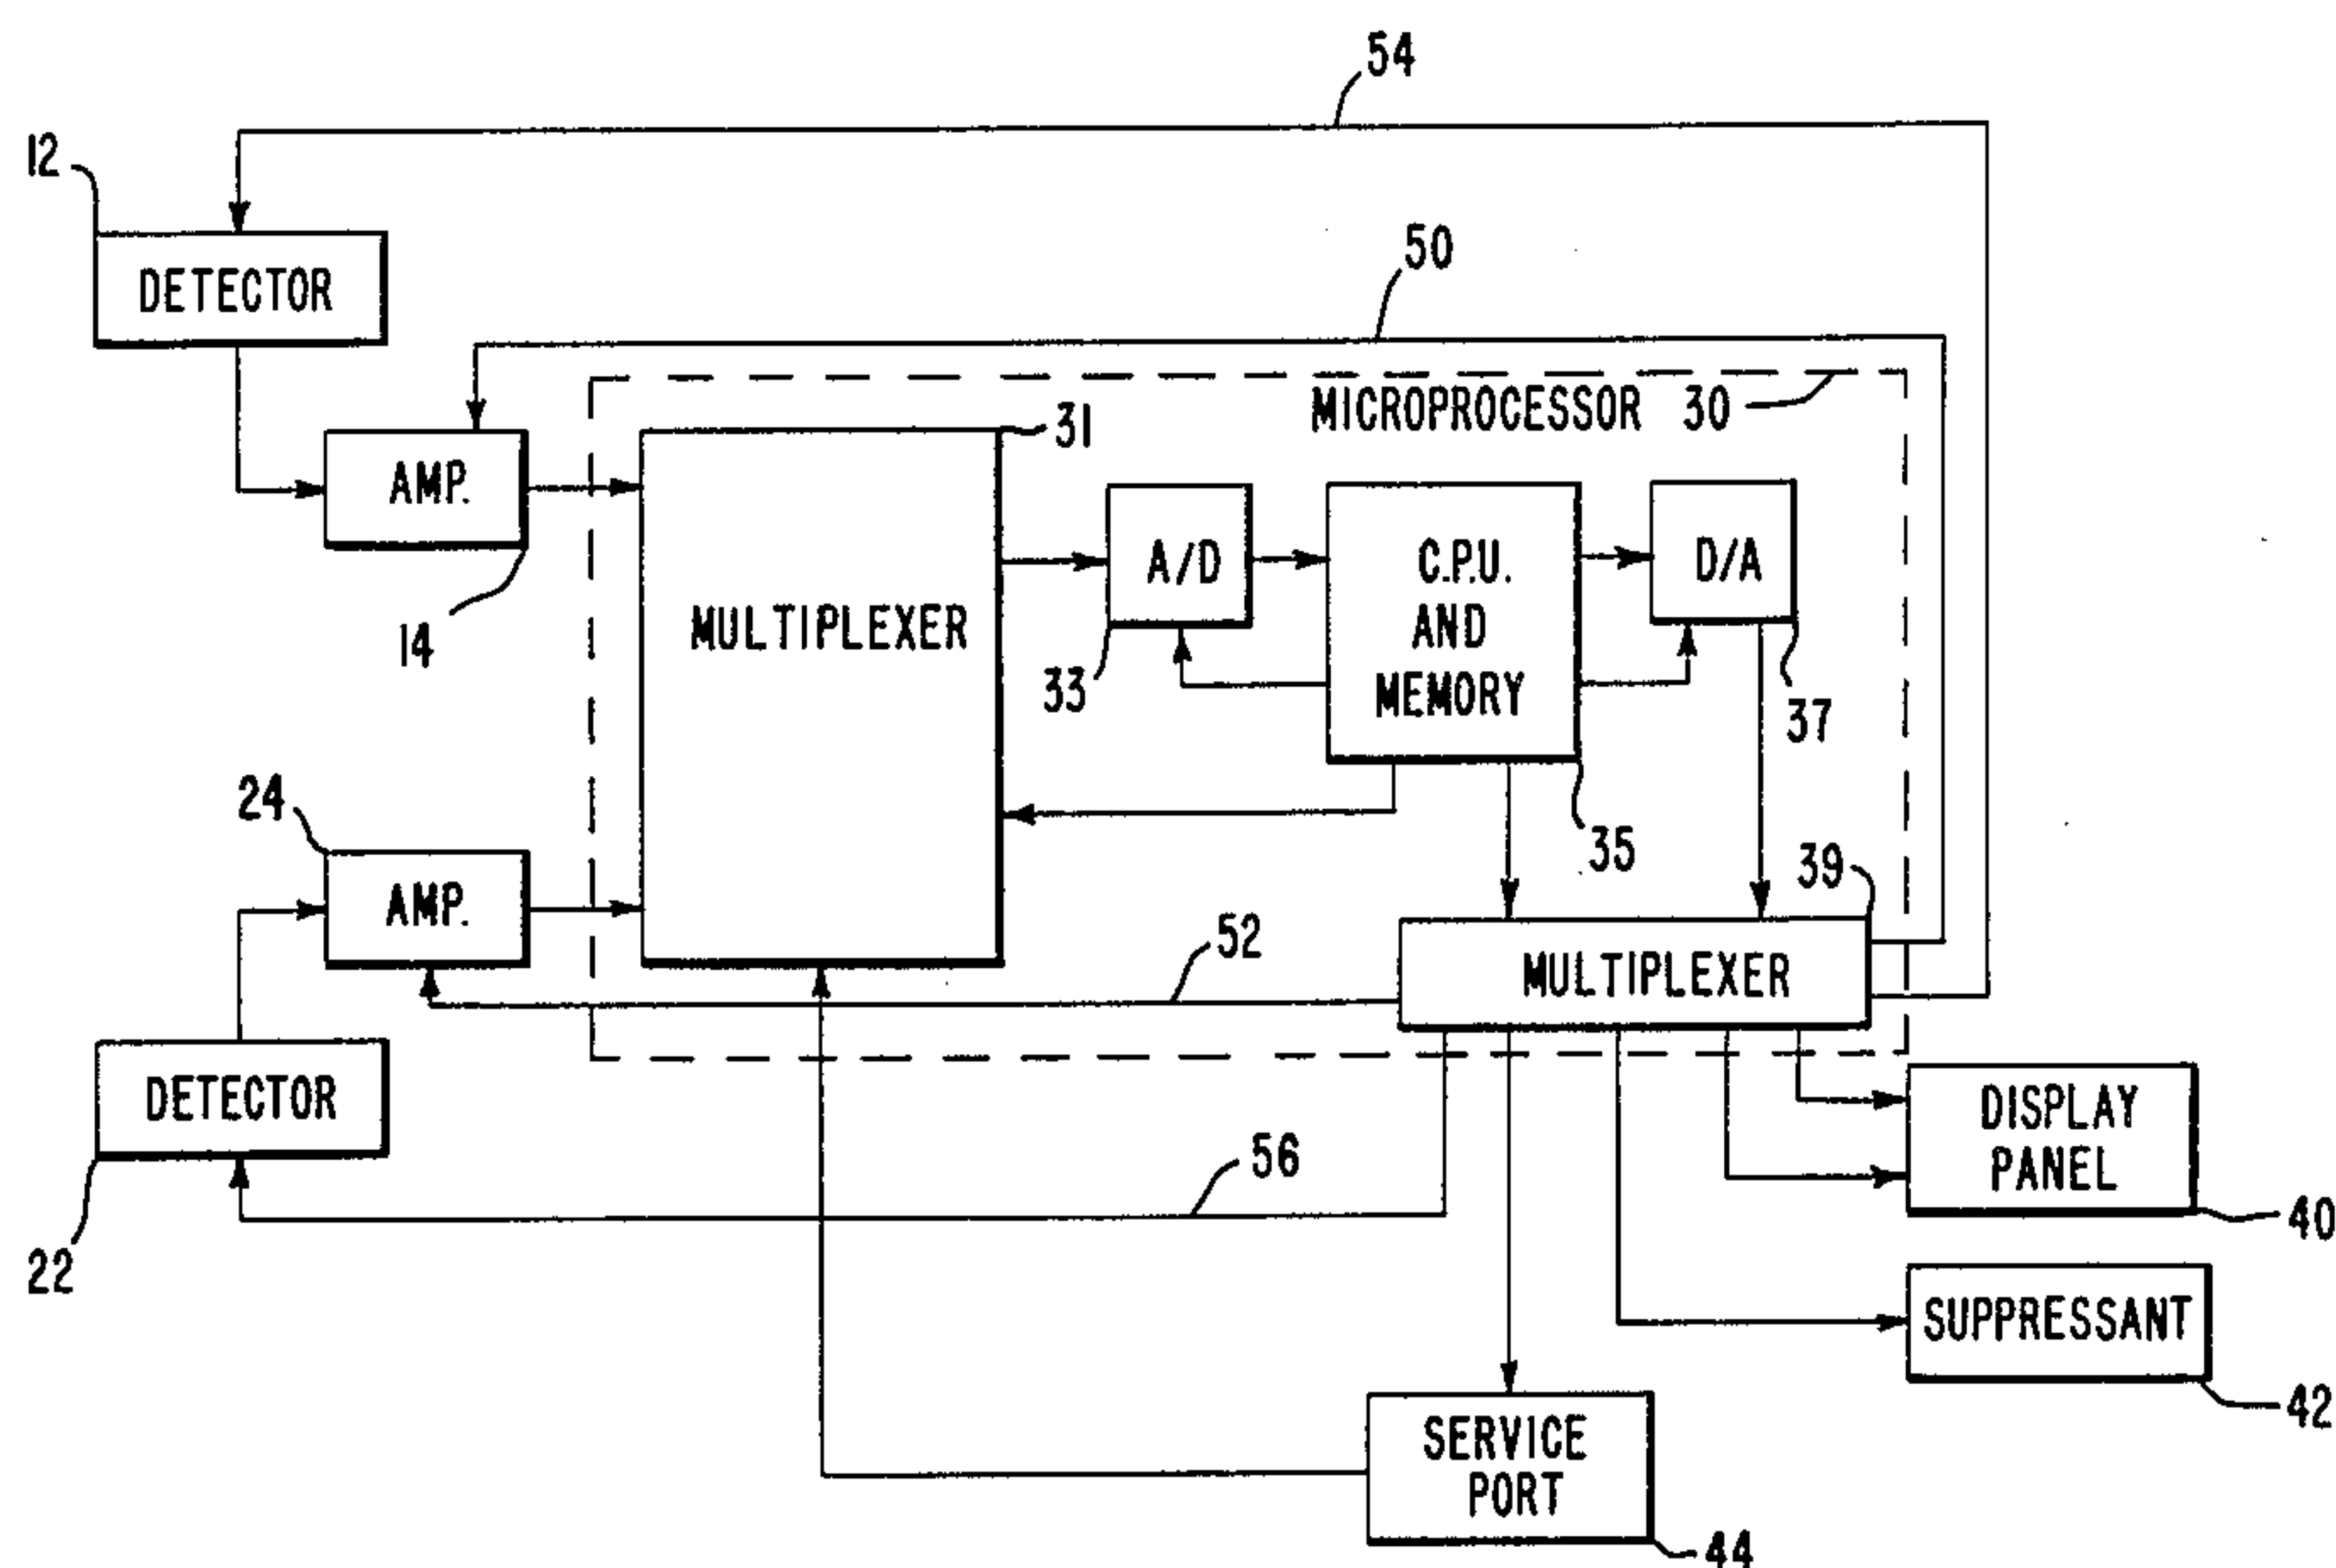 54
12
50
DETECTOR
MICROPROCESSOR 30
31
AMP.
14
MULTIPLEXER
A/D
33
C.P.U.
AND
MEMORY
35
D/A
37
24
AMP.
39
52
MULTIPLEXER
DETECTOR
22
56
DISPLAY
PANEL
40
SUPPRESSANT
42
SERVICE
PORT
44